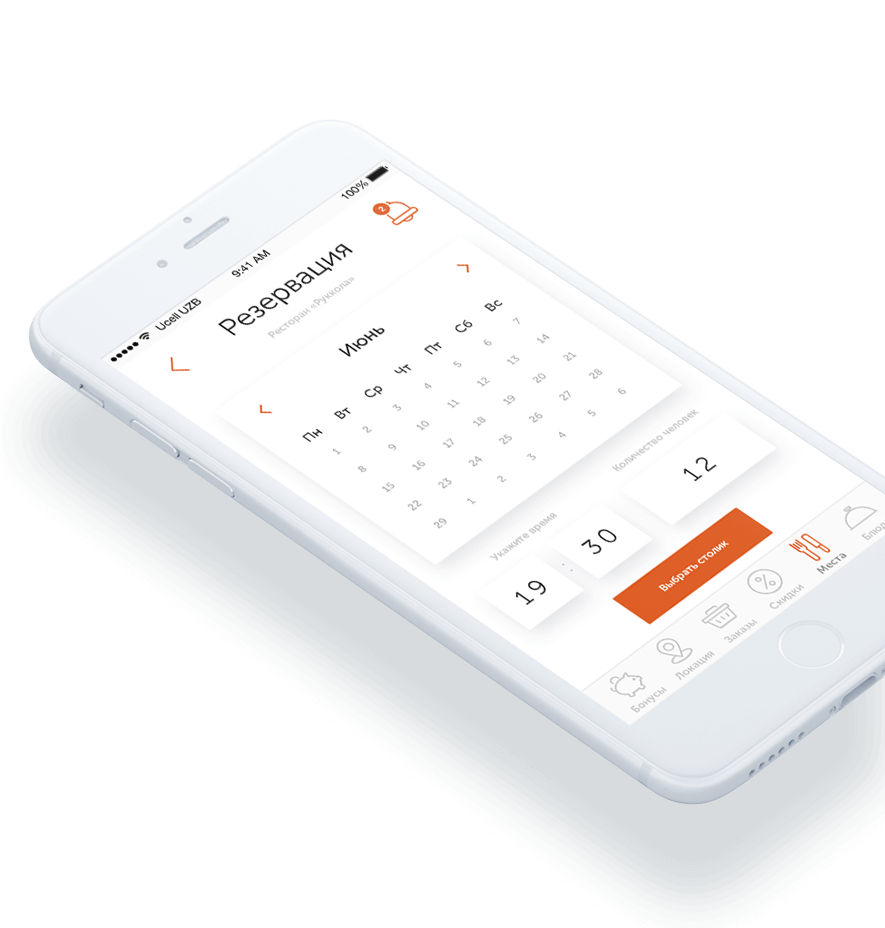 Ucell UZB 9:41 AM 100%
2
Резервация
Ресторан «Руккола»
Июнь
Пн Вт Ср Чт Пт Сб Вс
1 2 3 4 5 6 7
8 9 10 11 12 13 14
15 16 17 18 19 20 21
22 23 24 25 26 27 28
29 1 2 3 4 5 6
Укажите время Количество человек
19 : 30 12
Выбрать столик
Бонусы Локация Заказы Скидки Места Блюд